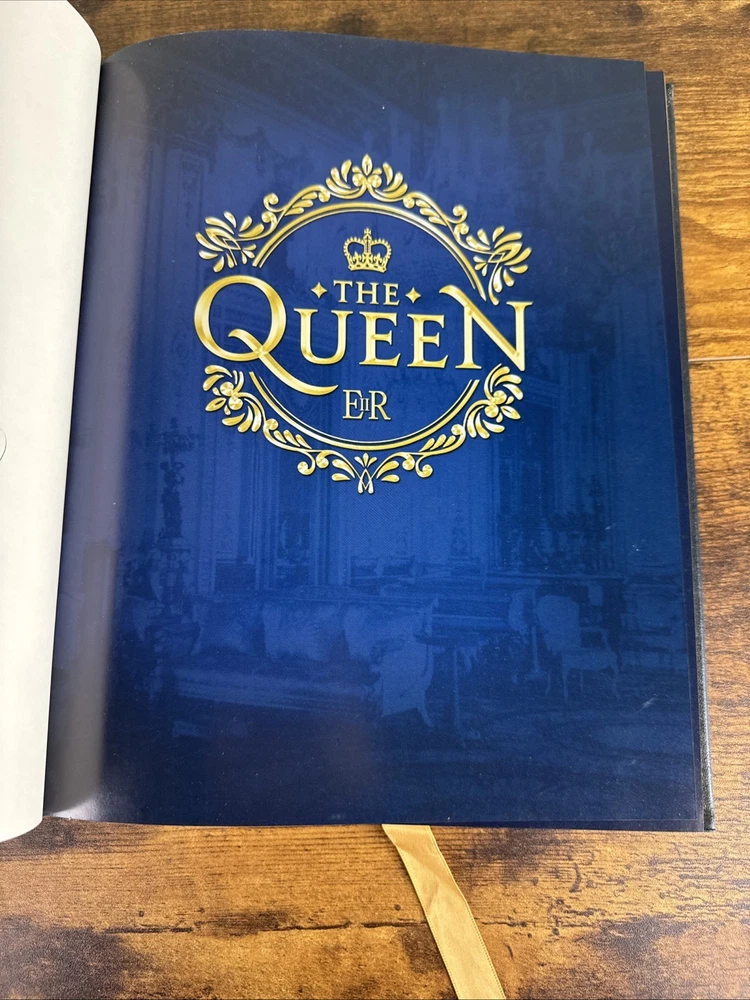 THE
QUEEN
EIIR